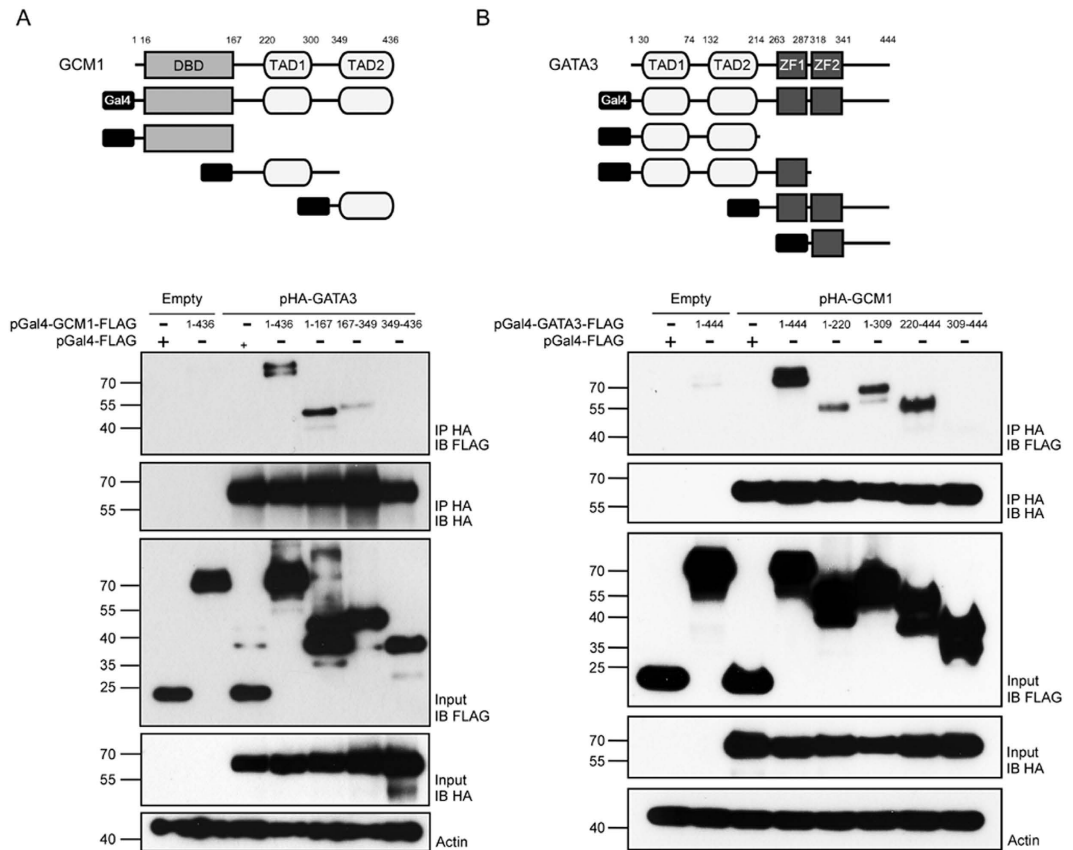 A
1 16 167 220 300 349 436
GCM1 DBD TAD1 TAD2
Gal4
Empty pHA-GATA3
pGal4-GCM1-FLAG – 1-436 – 1-436 1-167 167-349 349-436
pGal4-FLAG + – + – – – –
70
55
40
IP HA
IB FLAG
70
55
IP HA
IB HA
70
55
40
35
25
Input
IB FLAG
70
55
Input
IB HA
40
Actin
B
1 30 74 132 214 263 287 318 341 444
GATA3 TAD1 TAD2 ZF1 ZF2
Gal4
Empty pHA-GCM1
pGal4-GATA3-FLAG – 1-444 – 1-444 1-220 1-309 220-444 309-444
pGal4-FLAG + – + – – – – –
70
55
40
IP HA
IB FLAG
70
55
IP HA
IB HA
70
55
40
35
25
Input
IB FLAG
70
55
Input
IB HA
40
Actin